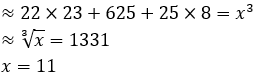 ≈ 22 × 23 + 625 + 25 × 8 = x³
≈ ∛x = 1331
x = 11